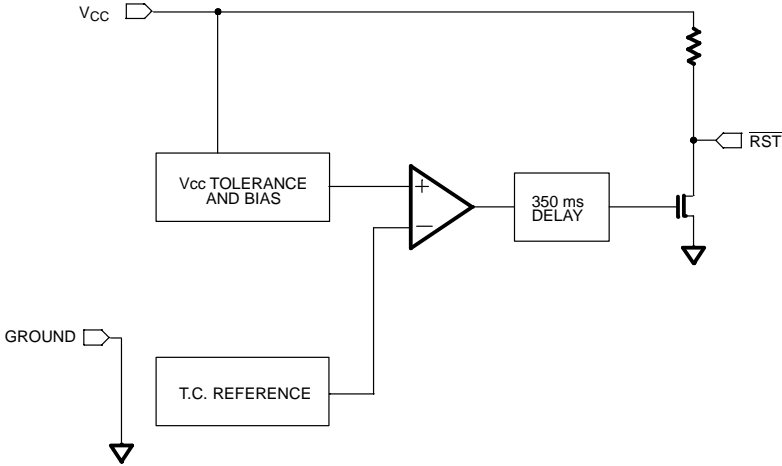 VCC
RST
Vcc TOLERANCE
AND BIAS
+
−
350 ms
DELAY
GROUND
T.C. REFERENCE